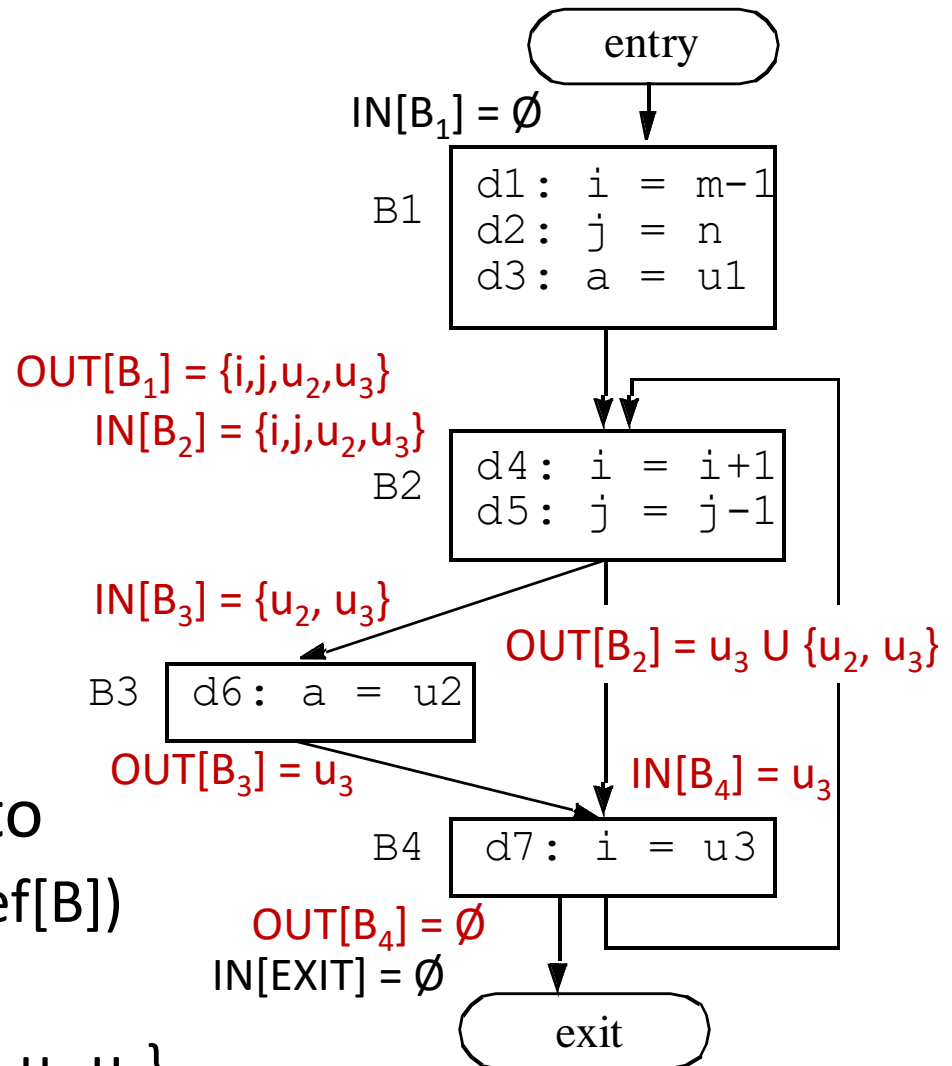 entry
IN[B₁] = Ø
B1
d1: i = m-1
d2: j = n
d3: a = u1
OUT[B₁] = {i,j,u₂,u₃}
IN[B₂] = {i,j,u₂,u₃}
B2
d4: i = i+1
d5: j = j-1
IN[B₃] = {u₂, u₃}
OUT[B₂] = u₃ U {u₂, u₃}
B3
d6: a = u2
OUT[B₃] = u₃
IN[B₄] = u₃
to
B4
d7: i = u3
ef[B])
OUT[B₄] = Ø
IN[EXIT] = Ø
exit